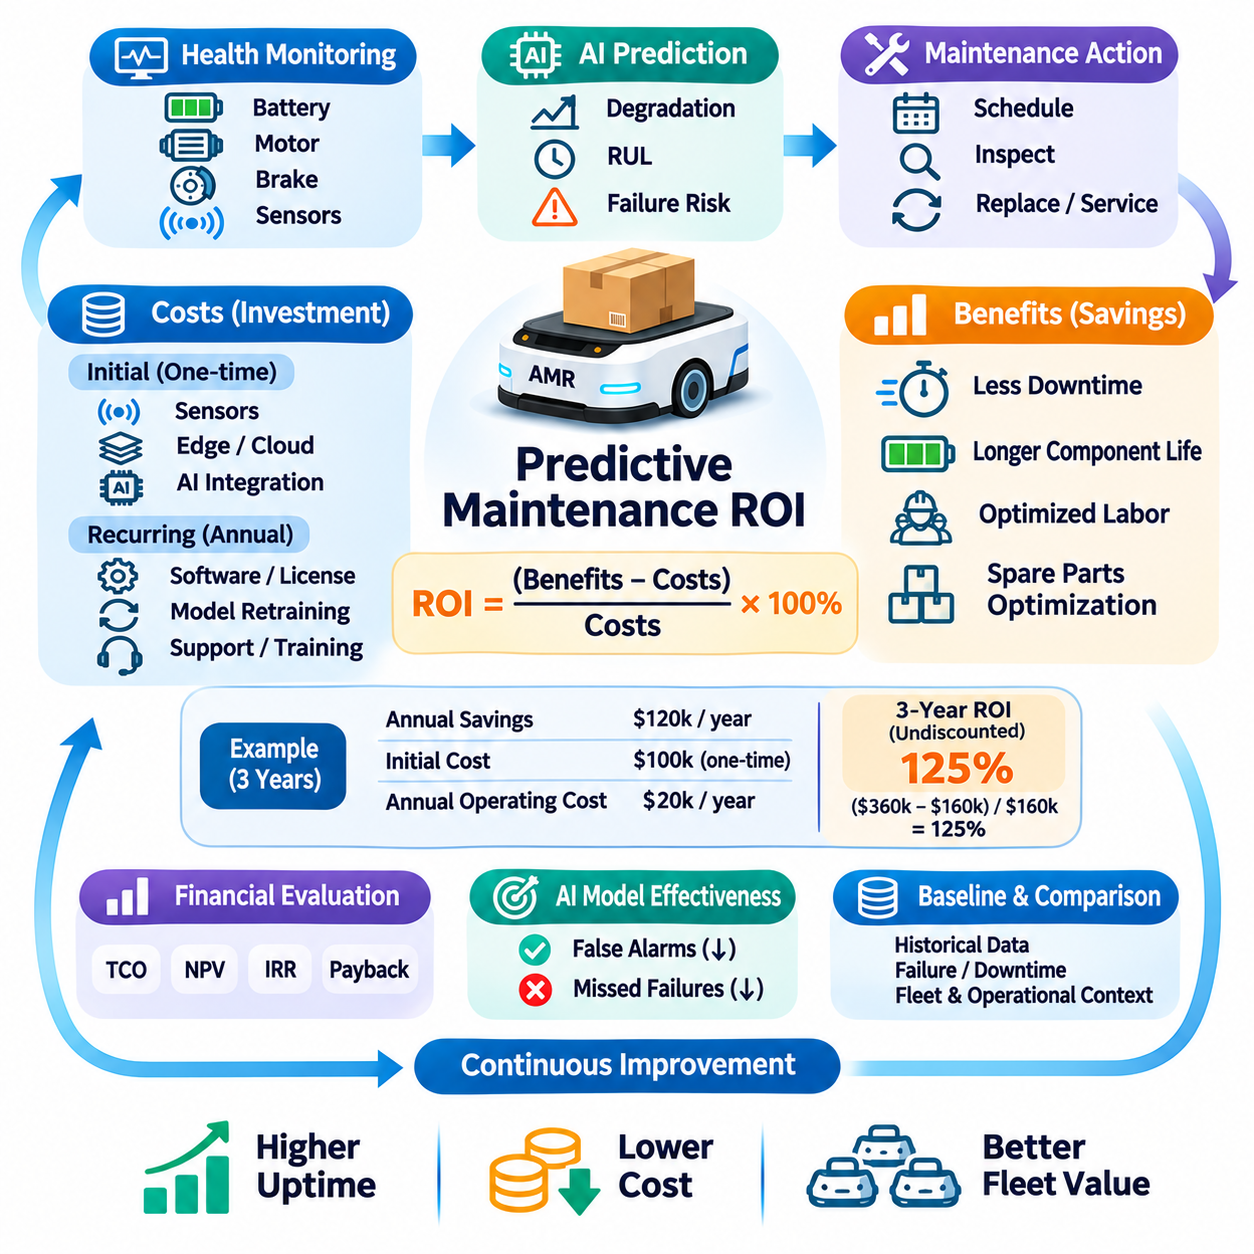 Health Monitoring
Battery
Motor
Brake
Sensors
AI
AI Prediction
Degradation
RUL
Failure Risk
Maintenance Action
Schedule
Inspect
Replace / Service
Costs (Investment)
Initial (One-time)
Sensors
Edge / Cloud
AI
AI Integration
Recurring (Annual)
Software / License
Model Retraining
Support / Training
AMR
Predictive
Maintenance ROI
ROI = (Benefits – Costs) / Costs × 100%
Benefits (Savings)
Less Downtime
Longer Component Life
Optimized Labor
Spare Parts
Optimization
Example
(3 Years)
Annual Savings $120k / year
Initial Cost $100k (one-time)
Annual Operating Cost $20k / year
3-Year ROI
(Undiscounted)
125%
($360k – $160k) / $160k
= 125%
Financial Evaluation
TCO NPV IRR Payback
AI Model Effectiveness
False Alarms (↓)
Missed Failures (↓)
Baseline & Comparison
Historical Data
Failure / Downtime
Fleet & Operational Context
Continuous Improvement
Higher
Uptime
Lower
Cost
Better
Fleet Value